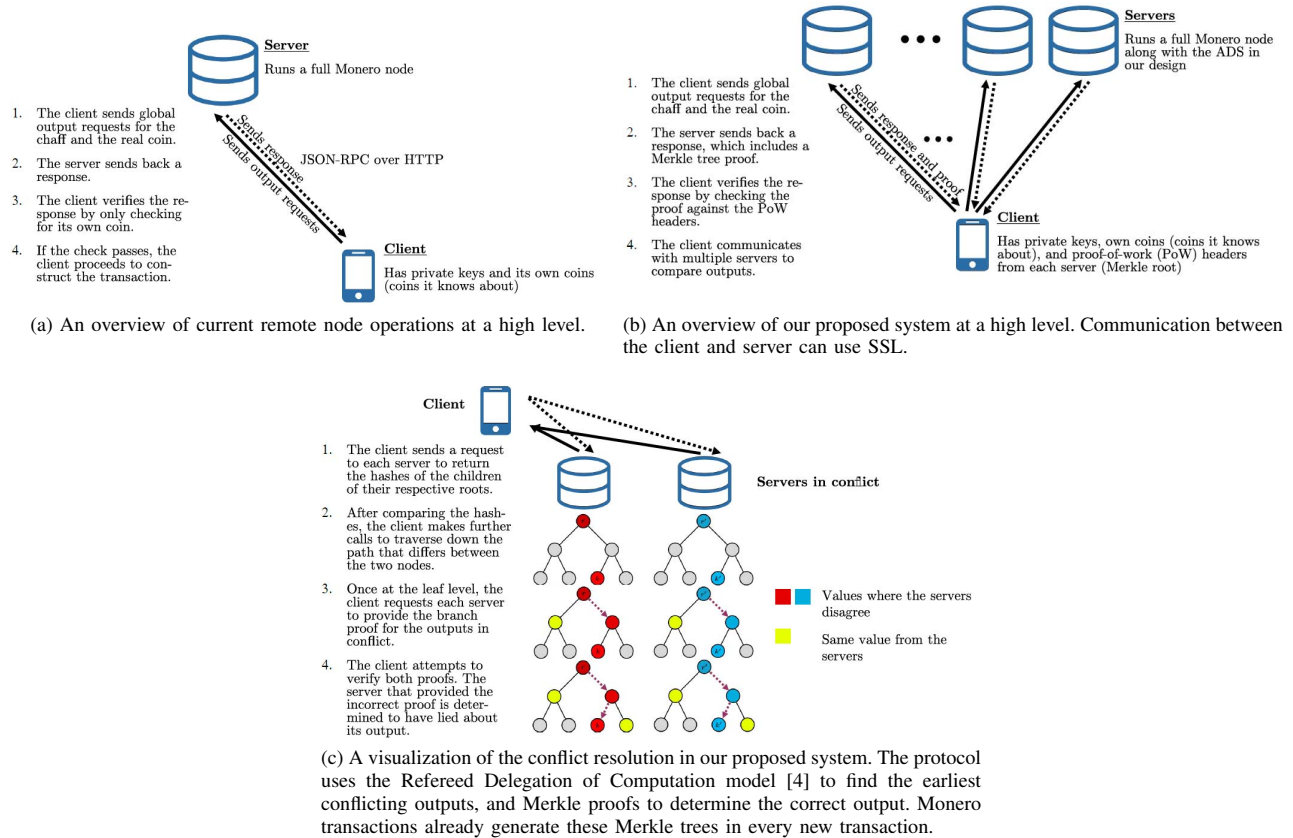 Server
Runs a full Monero node
1. The client sends global
output requests for the
chaff and the real coin.
2. The server sends back a
response.
3. The client verifies the re-
sponse by only checking
for its own coin.
4. If the check passes, the
client proceeds to con-
struct the transaction.
Sends response
Sends output requests
JSON-RPC over HTTP
Client
Has private keys and its own coins
(coins it knows about)
(a) An overview of current remote node operations at a high level.
Servers
Runs a full Monero node
along with the ADS in
our design
1. The client sends global
output requests for the
chaff and the real coin.
2. The server sends back a
response, which includes a
Merkle tree proof.
3. The client verifies the re-
sponse by checking the
proof against the PoW
headers.
4. The client communicates
with multiple servers to
compare outputs.
Sends response and proof
Sends output requests
Client
Has private keys, own coins (coins it knows
about), and proof-of-work (PoW) headers
from each server (Merkle root)
(b) An overview of our proposed system at a high level. Communication between
the client and server can use SSL.
Client
1. The client sends a request
to each server to return
the hashes of the children
of their respective roots.
2. After comparing the hash-
es, the client makes further
calls to traverse down the
path that differs between
the two nodes.
3. Once at the leaf level, the
client requests each server
to provide the branch
proof for the outputs in
conflict.
4. The client attempts to
verify both proofs. The
server that provided the
incorrect proof is deter-
mined to have lied about
its output.
Servers in conflict
Values where the servers
disagree
Same value from the
servers
(c) A visualization of the conflict resolution in our proposed system. The protocol
uses the Refereed Delegation of Computation model [4] to find the earliest
conflicting outputs, and Merkle proofs to determine the correct output. Monero
transactions already generate these Merkle trees in every new transaction.